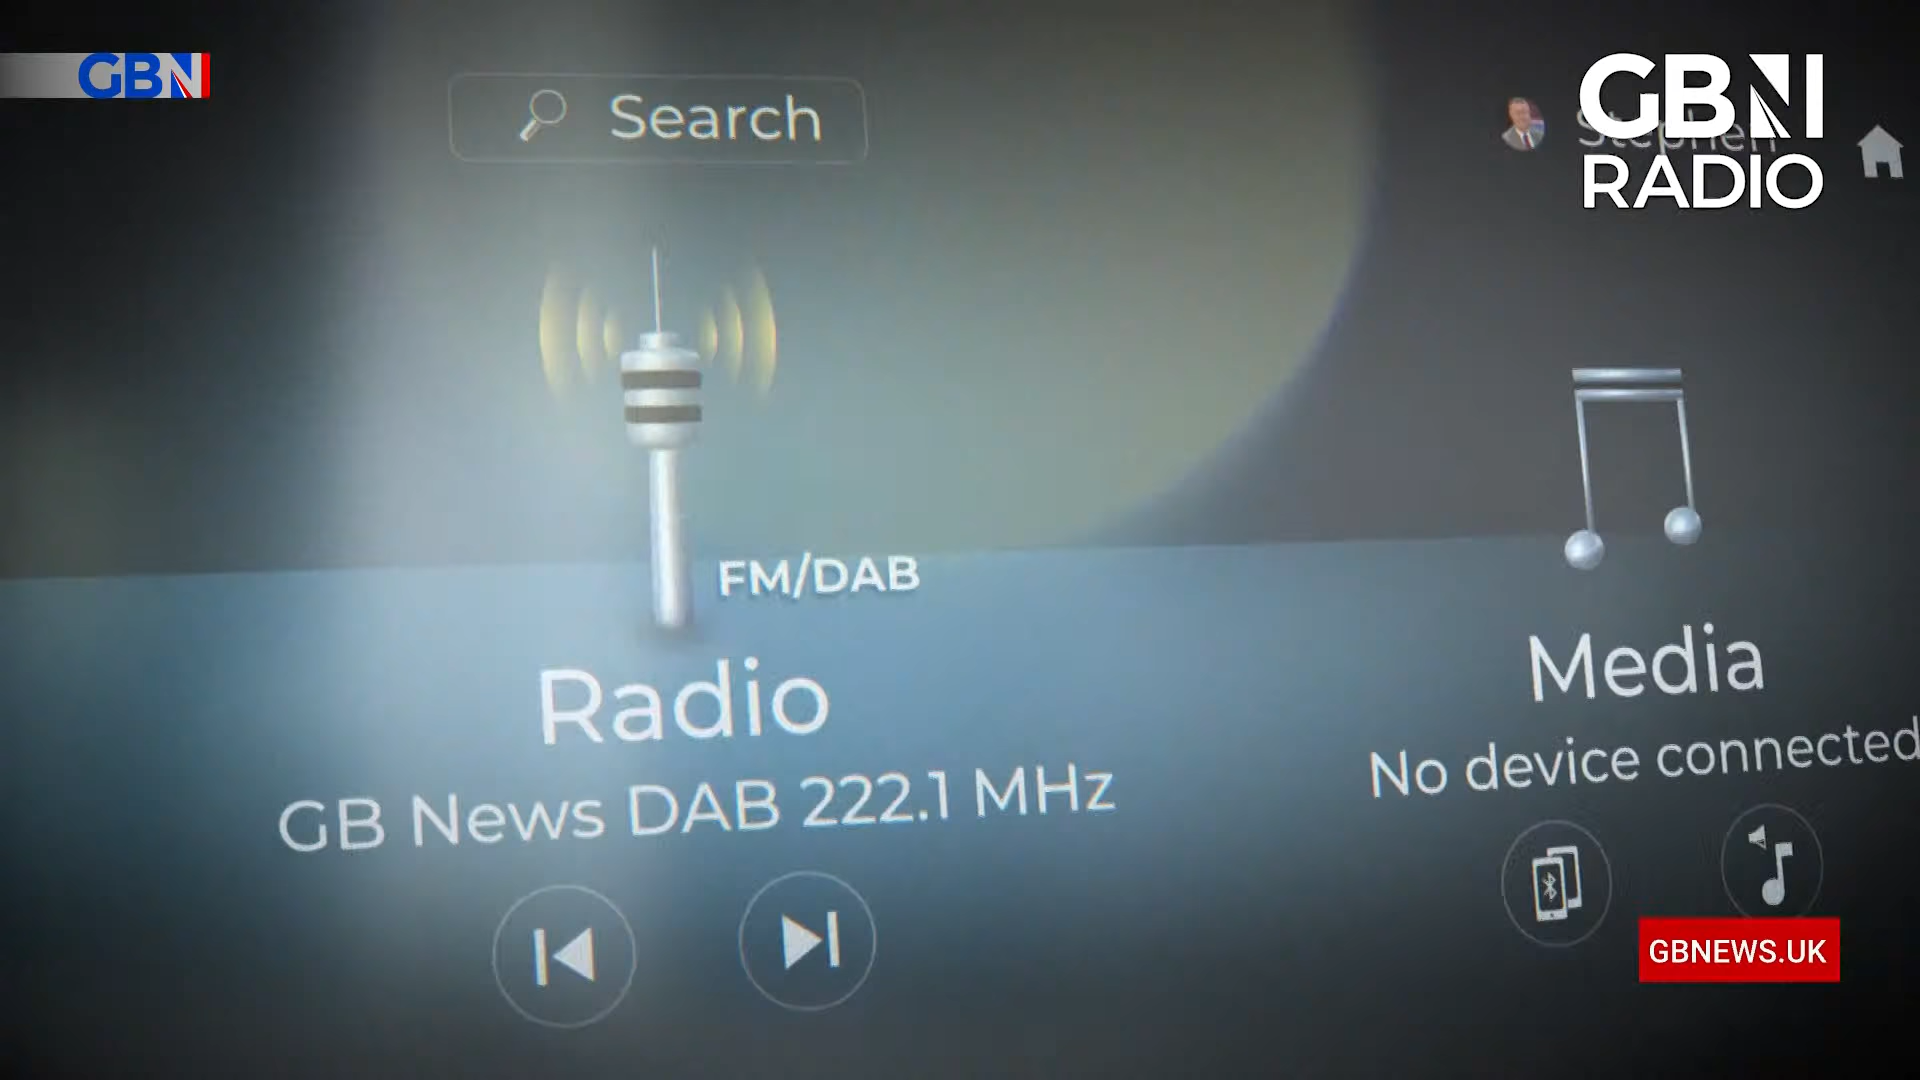 GBN
Search
Stephen
GBN
RADIO
FM/DAB
Radio
GB News DAB 222.1 MHz
Media
No device connected
GBNEWS.UK